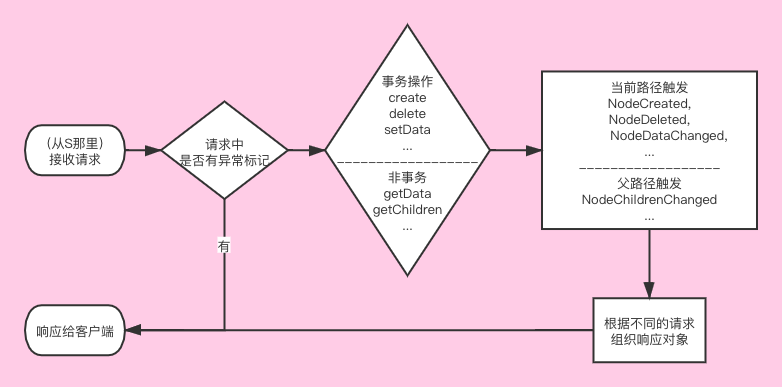 （从S那里）
接收请求
请求中
是否有异常标记
事务操作
create
delete
setData
...
非事务
getData
getChildren
...
当前路径触发
NodeCreated,
NodeDeleted,
NodeDataChanged,
...
父路径触发
NodeChildrenChanged
...
有
响应给客户端
根据不同的请求
组织响应对象